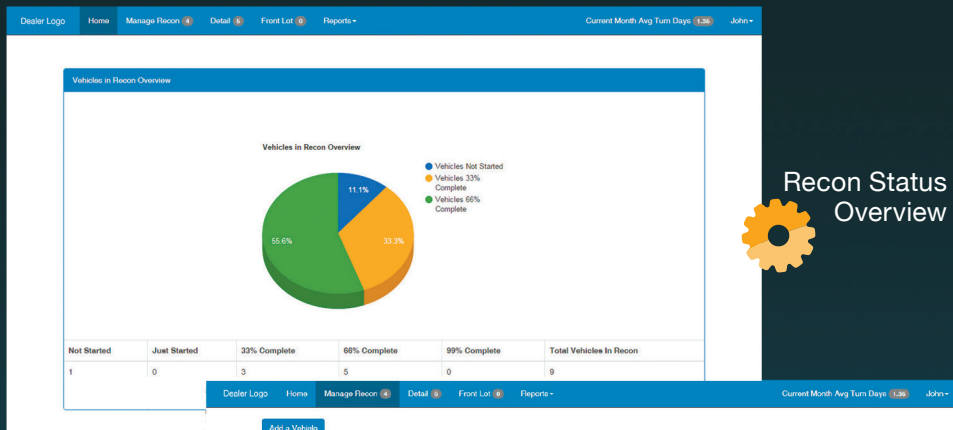 Dealer Logo Home Manage Recon 4 Detail 5 Front Lot 0 Reports Current Month Avg Turn Days 1.35 John
Vehicles in Recon Overview
Vehicles in Recon Overview
Vehicles Not Started
Vehicles 33%
Complete
Vehicles 66%
Complete
11.1%
33.3%
55.6%
Recon Status
Overview
Not Started Just Started 33% Complete 66% Complete 99% Complete Total Vehicles In Recon
1 0 3 5 0 9
Dealer Logo Home Manage Recon 4 Detail 5 Front Lot 0 Reports Current Month Avg Turn Days 1.36 John
Add a Vehicle